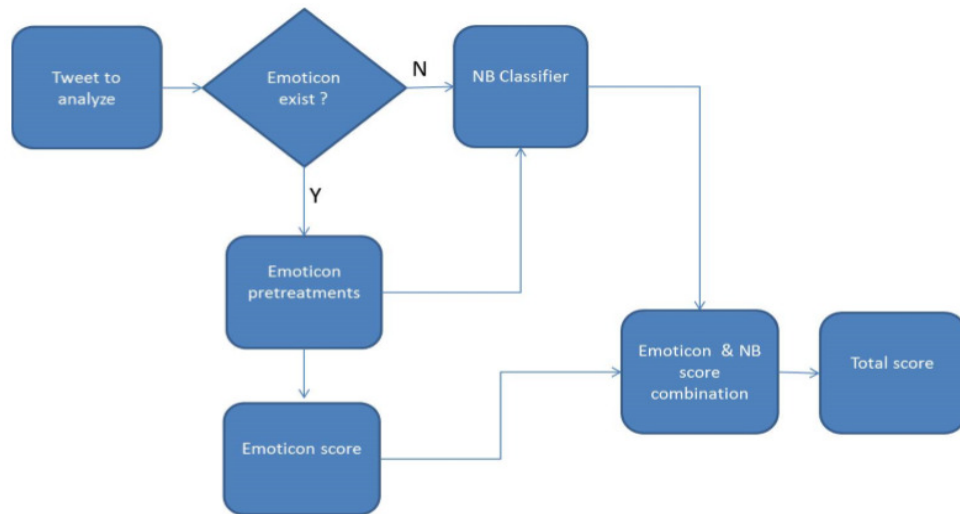 Tweet to
analyze
Emoticon
exist ?
N
NB Classifier
Y
Emoticon
pretreatments
Emoticon score
Emoticon & NB
score
combination
Total score